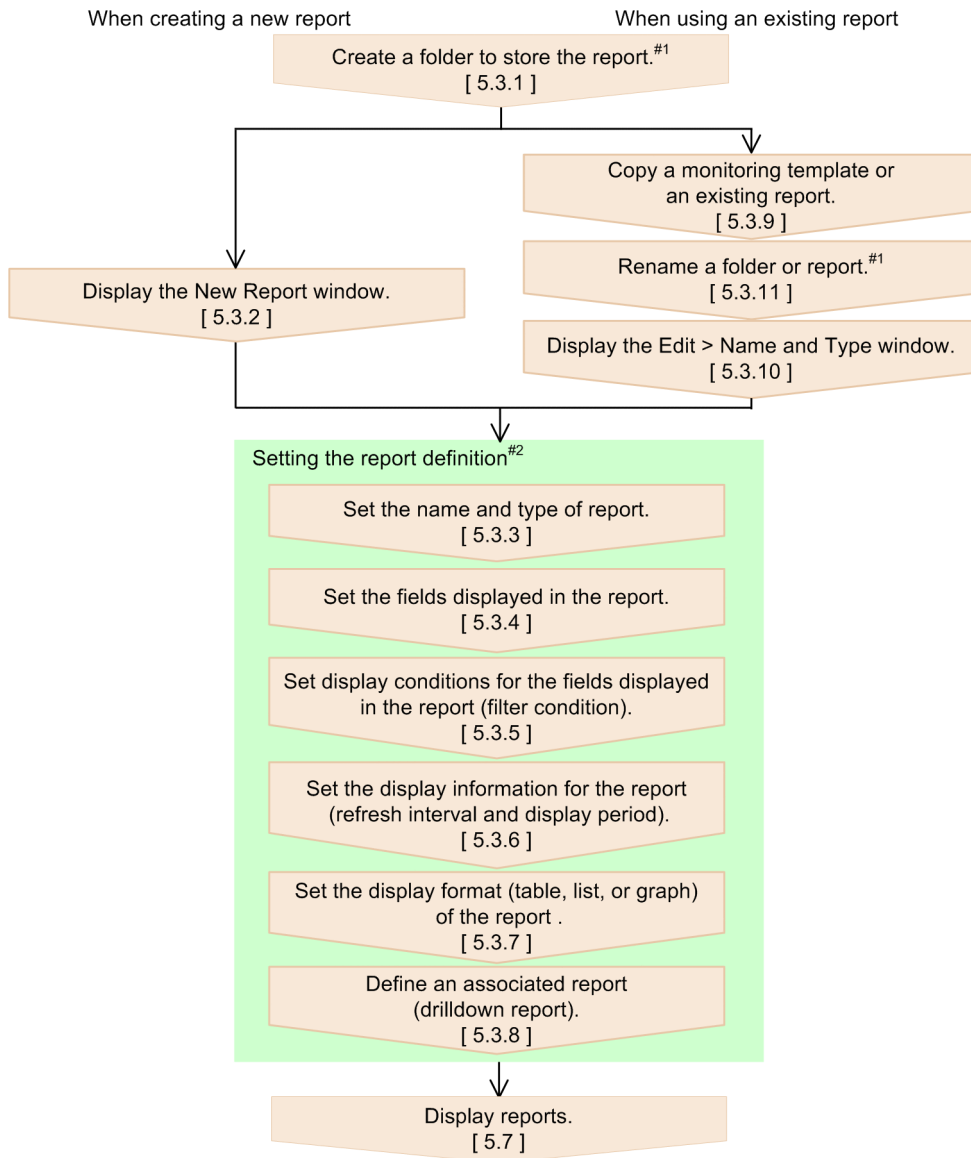 When creating a new report
When using an existing report
Create a folder to store the report.#1
[ 5.3.1 ]
Copy a monitoring template or
an existing report.
[ 5.3.9 ]
Rename a folder or report.#1
[ 5.3.11 ]
Display the New Report window.
[ 5.3.2 ]
Display the Edit > Name and Type window.
[ 5.3.10 ]
Setting the report definition#2
Set the name and type of report.
[ 5.3.3 ]
Set the fields displayed in the report.
[ 5.3.4 ]
Set display conditions for the fields displayed
in the report (filter condition).
[ 5.3.5 ]
Set the display information for the report
(refresh interval and display period).
[ 5.3.6 ]
Set the display format (table, list, or graph)
of the report .
[ 5.3.7 ]
Define an associated report
(drilldown report).
[ 5.3.8 ]
Display reports.
[ 5.7 ]